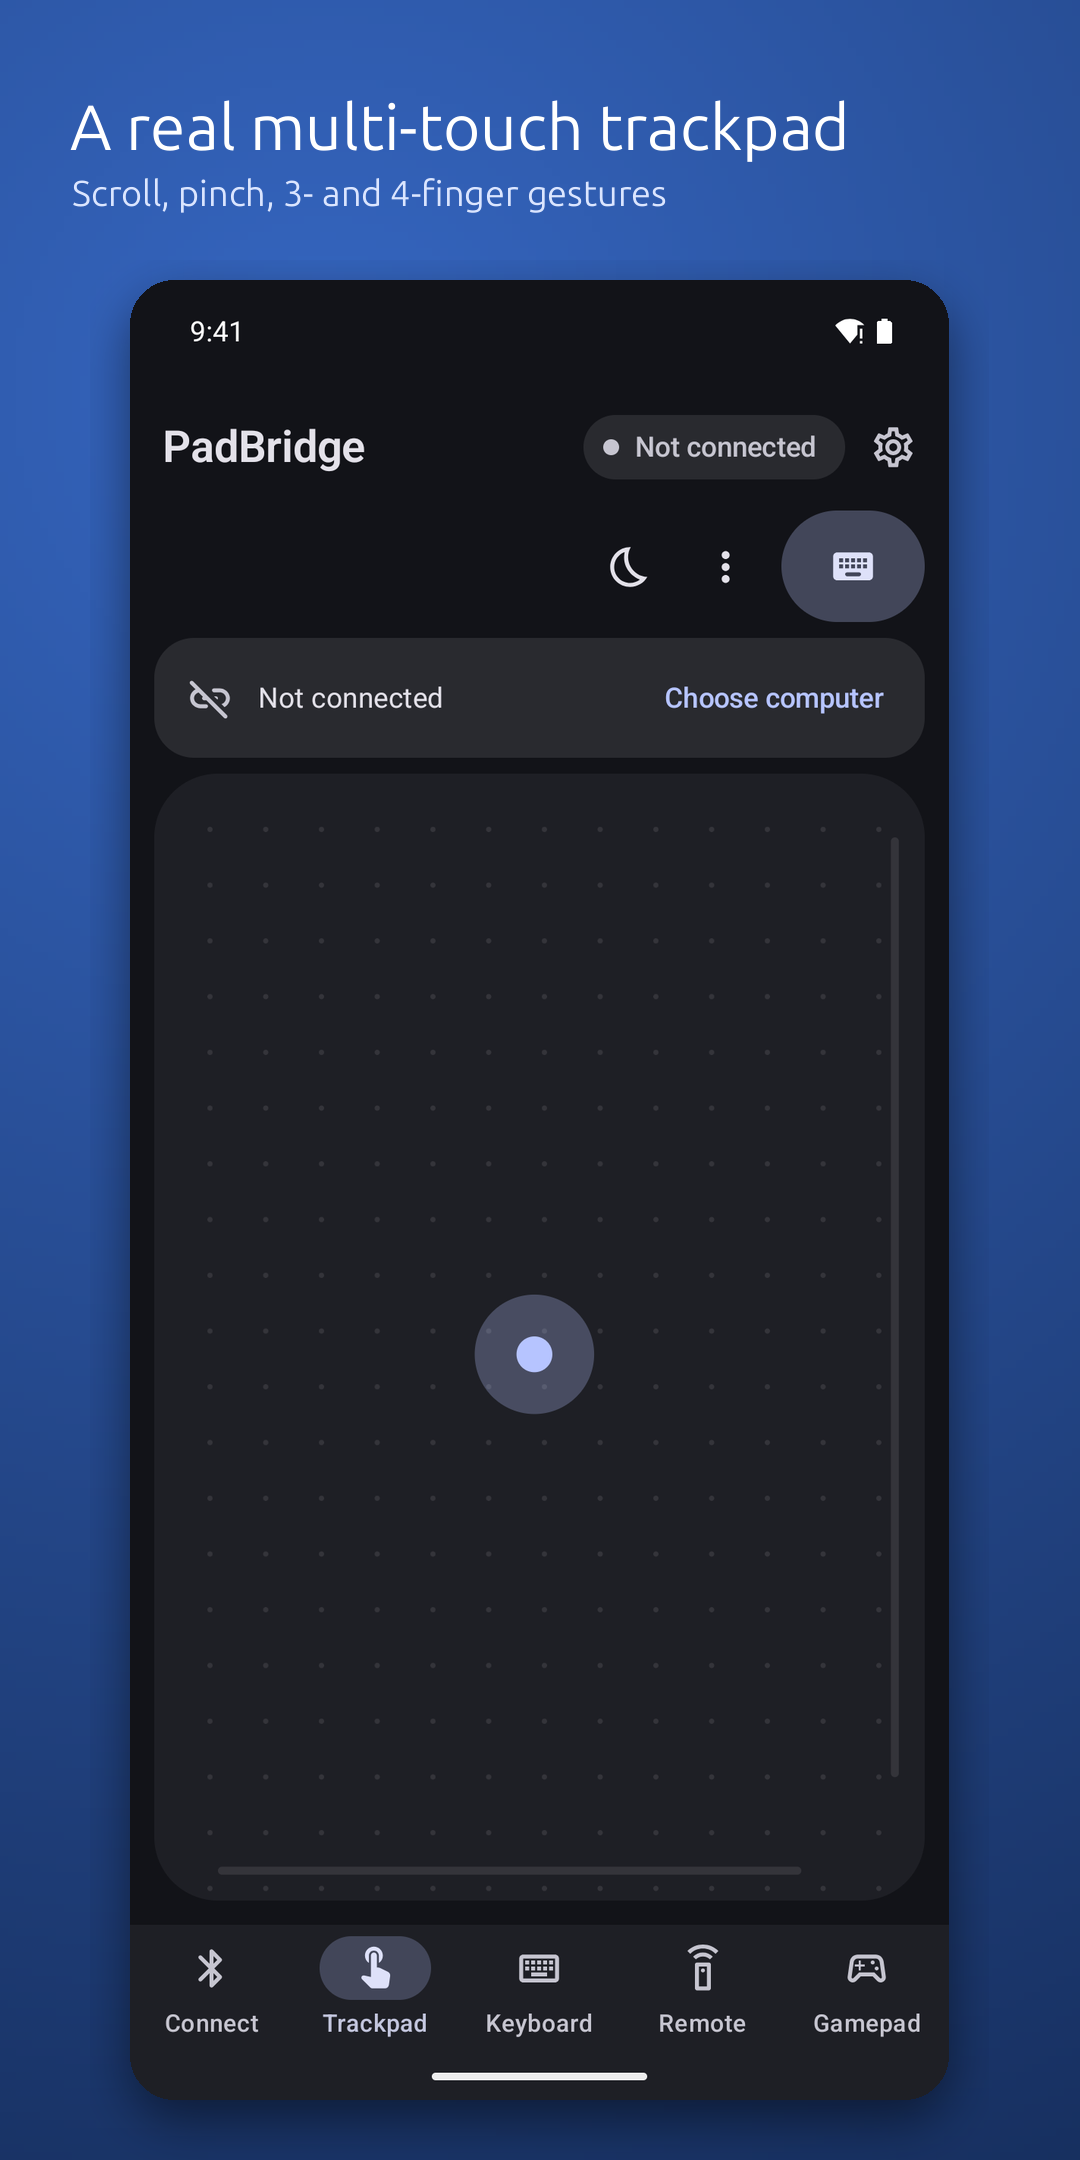 A real multi-touch trackpad
Scroll, pinch, 3- and 4-finger gestures
9:41
PadBridge
Not connected
Not connected
Choose computer
Connect
Trackpad
Keyboard
Remote
Gamepad